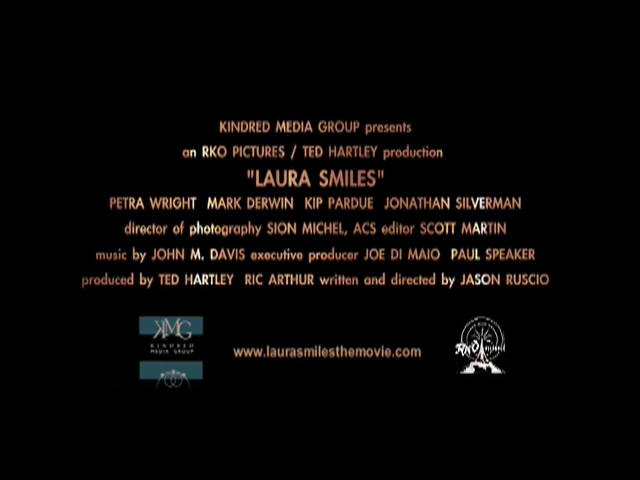 KINDRED MEDIA GROUP presents
an RKO PICTURES / TED HARTLEY production
"LAURA SMILES"
PETRA WRIGHT MARK DERWIN KIP PARDUE JONATHAN SILVERMAN
director of photography SION MICHEL, ACS editor SCOTT MARTIN
music by JOHN M. DAVIS executive producer JOE DI MAIO PAUL SPEAKER
produced by TED HARTLEY RIC ARTHUR written and directed by JASON RUSCIO
KMG
KINDRED
MEDIA GROUP
www.laurasmilesthemovie.com
RKO